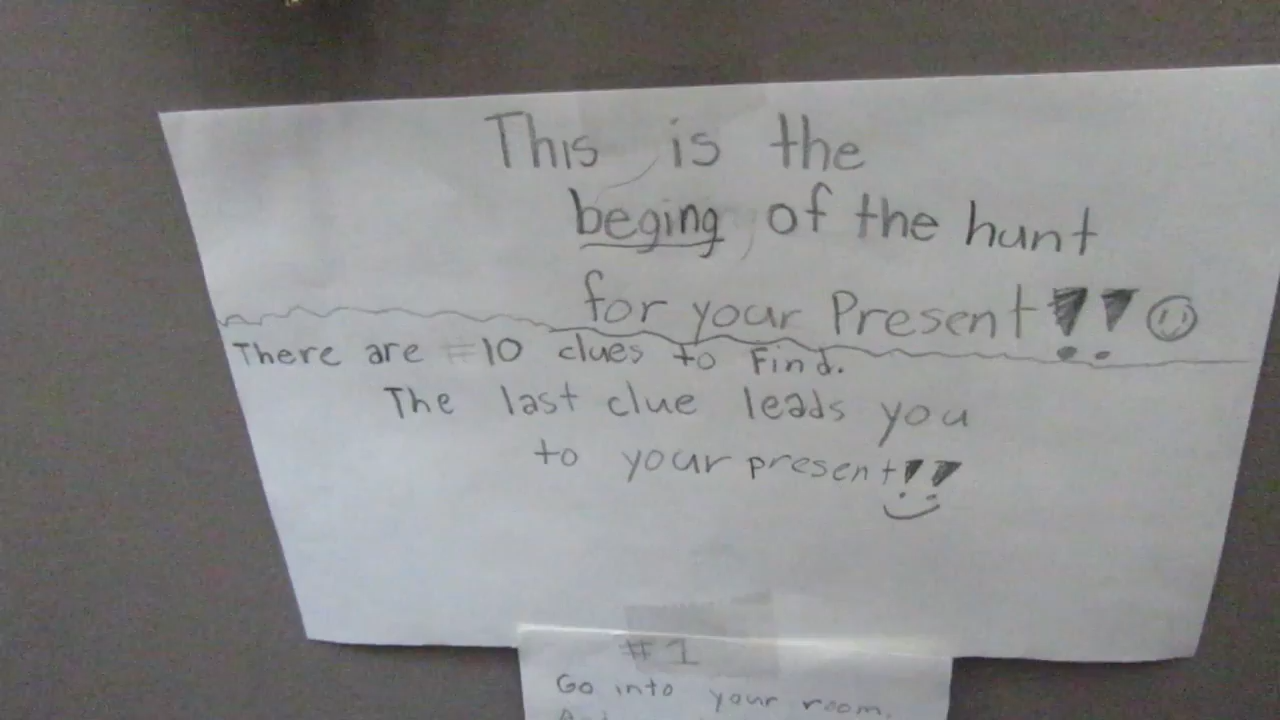 This is the
beging of the hunt
for your Present!!
There are #10 clues to Find.
The last clue leads you
to your present!!
#1
Go into your room.